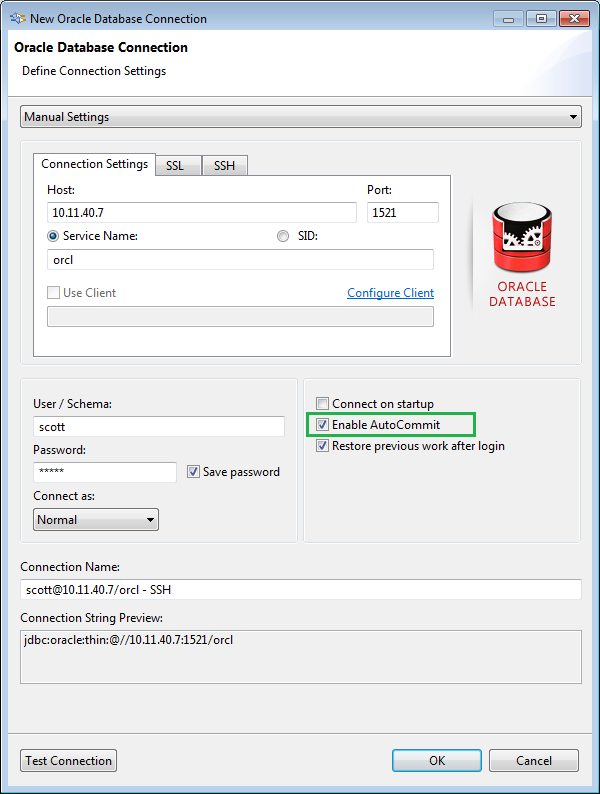 New Oracle Database Connection
Oracle Database Connection
Define Connection Settings
Manual Settings
Connection Settings SSL SSH
Host: Port:
10.11.40.7 1521
Service Name: SID:
orcl
Use Client Configure Client
ORACLE
DATABASE
User / Schema:
scott
Password:
*****
Save password
Connect as:
Normal
Connect on startup
Enable AutoCommit
Restore previous work after login
Connection Name:
scott@10.11.40.7/orcl - SSH
Connection String Preview:
jdbc:oracle:thin:@//10.11.40.7:1521/orcl
Test Connection OK Cancel